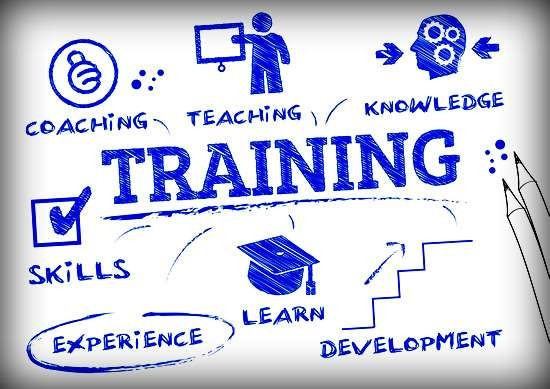 COACHING
TEACHING
KNOWLEDGE
TRAINING
SKILLS
LEARN
EXPERIENCE
DEVELOPMENT